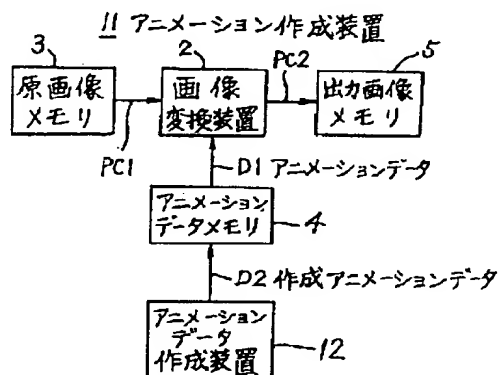 11 アニメーション作成装置
3
2
PC2
5
原画像
メモリ
画像
変換装置
出力画像
メモリ
PC1
D1 アニメーションデータ
アニメーション
データメモリ
4
D2 作成アニメーションデータ
アニメーション
データ
作成装置
12